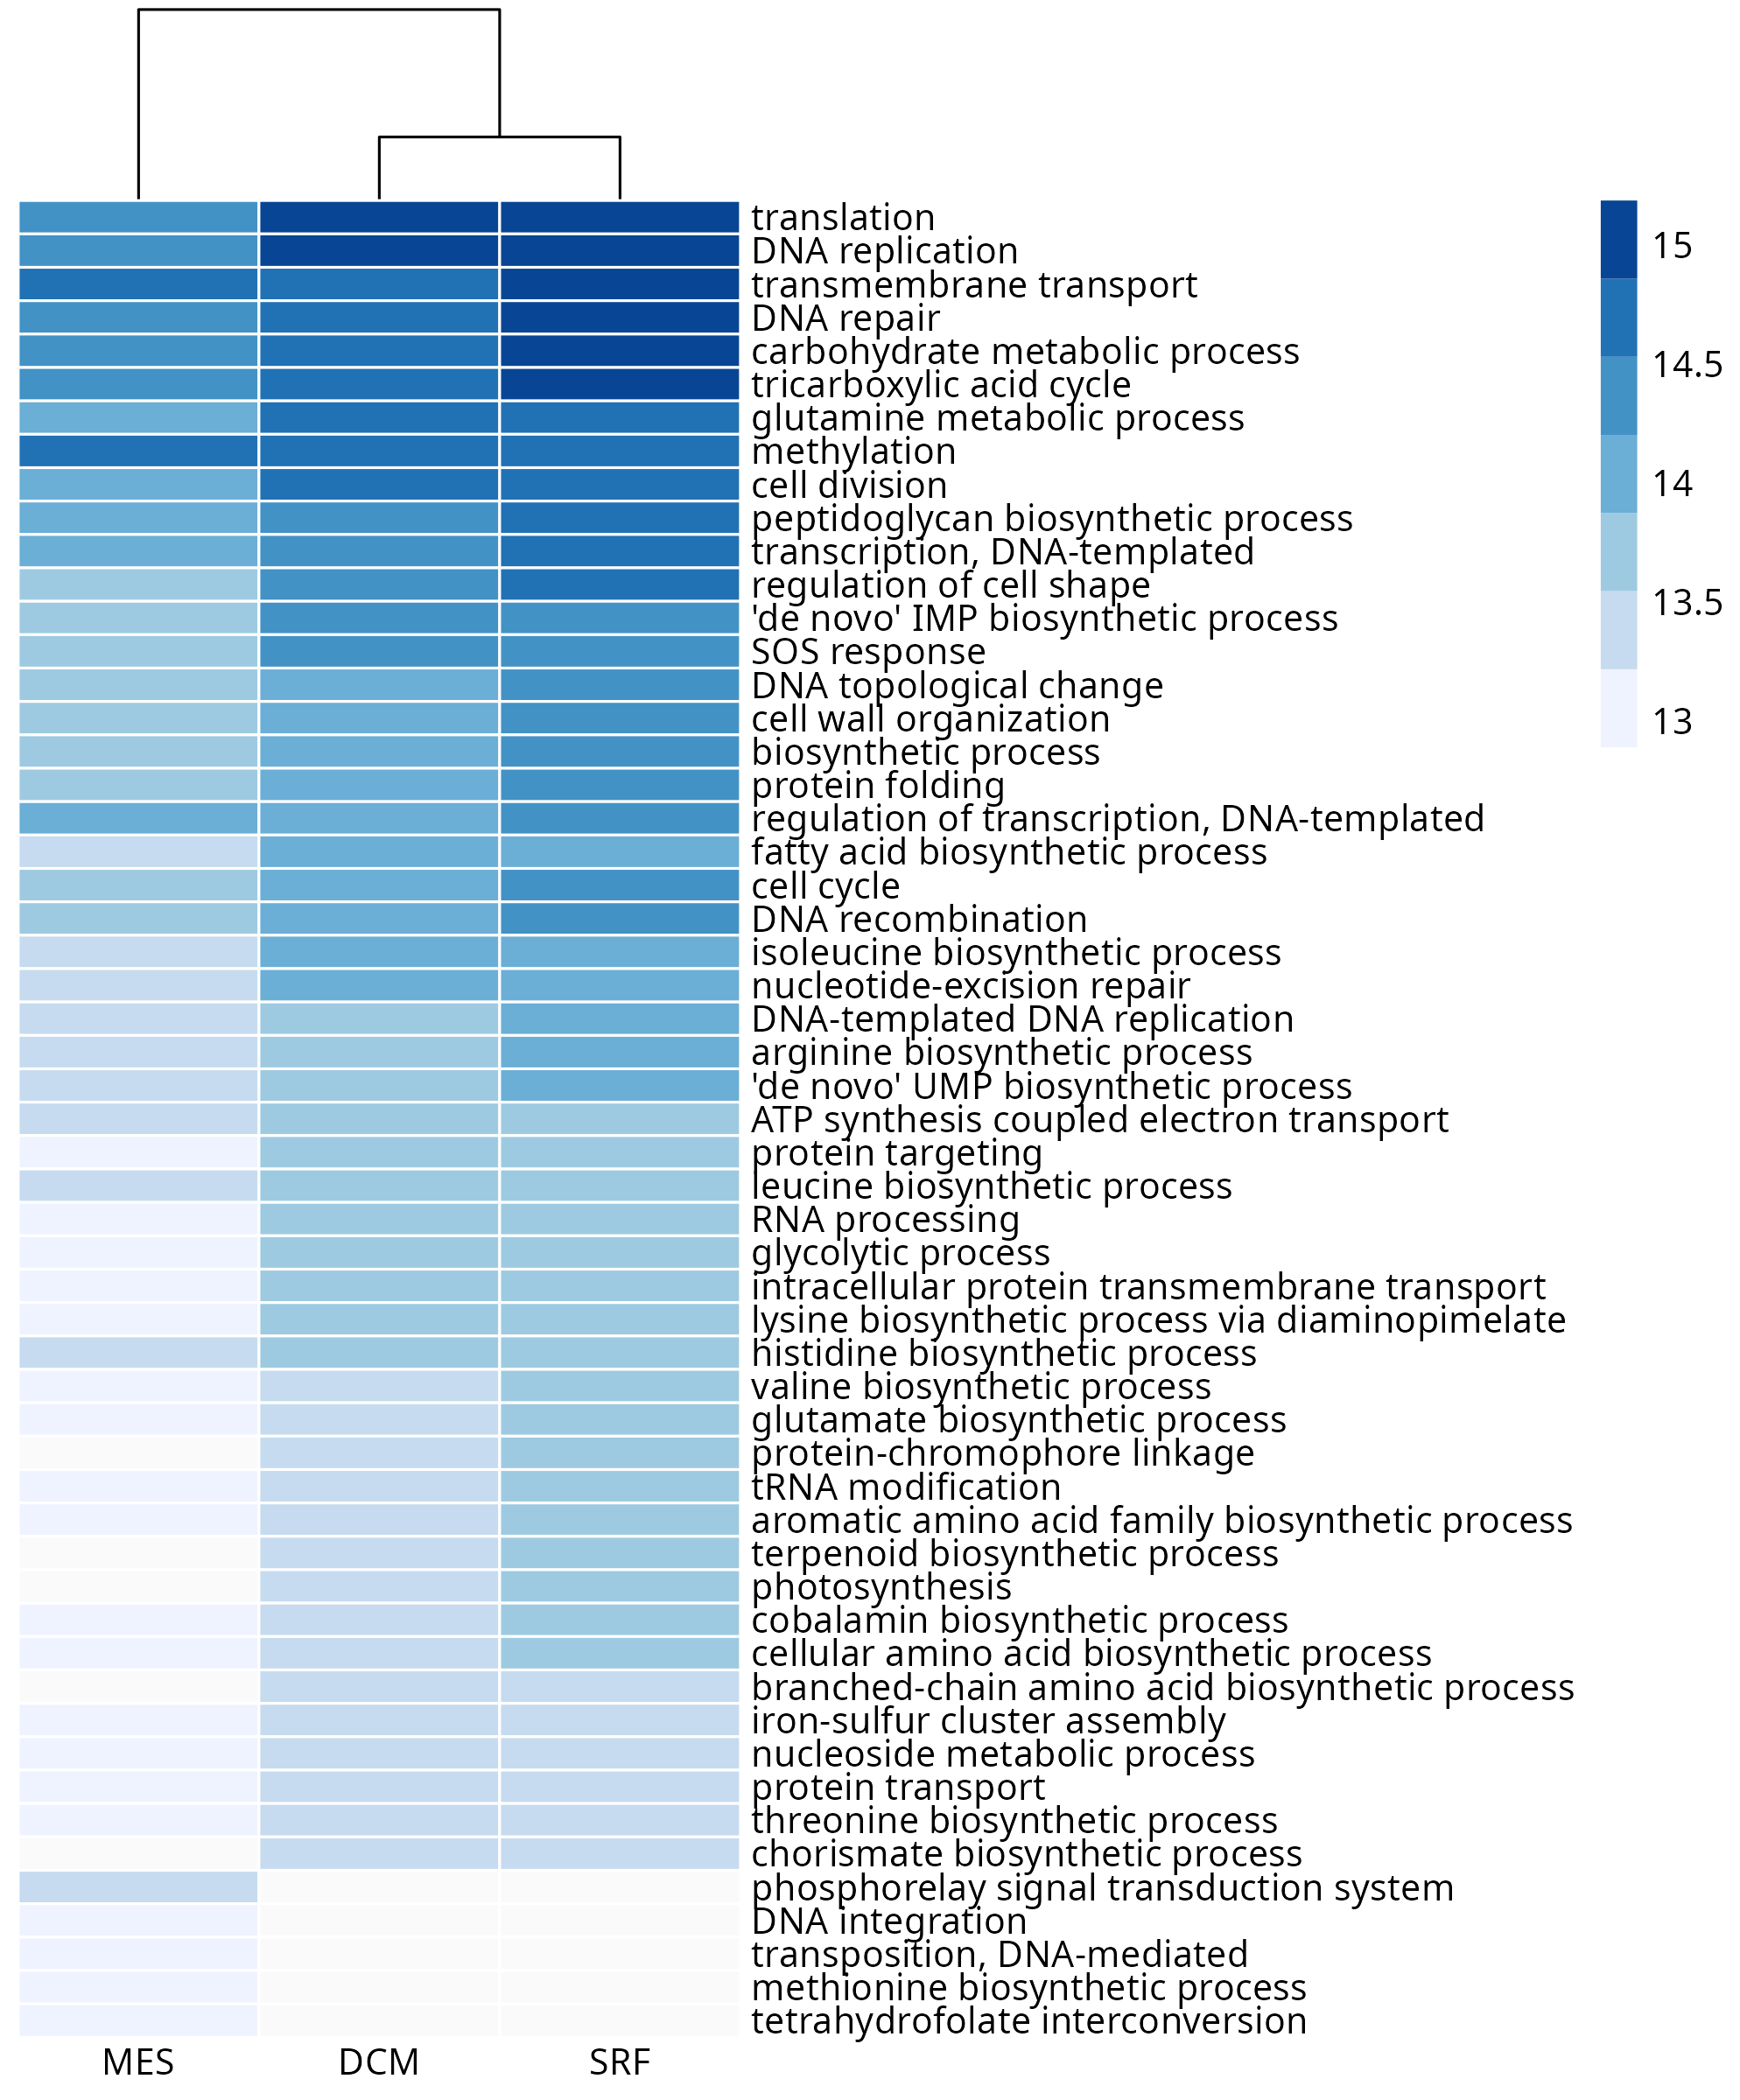 translation
DNA replication
transmembrane transport
DNA repair
carbohydrate metabolic process
tricarboxylic acid cycle
glutamine metabolic process
methylation
cell division
peptidoglycan biosynthetic process
transcription, DNA-templated
regulation of cell shape
'de novo' IMP biosynthetic process
SOS response
DNA topological change
cell wall organization
biosynthetic process
protein folding
regulation of transcription, DNA-templated
fatty acid biosynthetic process
cell cycle
DNA recombination
isoleucine biosynthetic process
nucleotide-excision repair
DNA-templated DNA replication
arginine biosynthetic process
'de novo' UMP biosynthetic process
ATP synthesis coupled electron transport
protein targeting
leucine biosynthetic process
RNA processing
glycolytic process
intracellular protein transmembrane transport
lysine biosynthetic process via diaminopimelate
histidine biosynthetic process
valine biosynthetic process
glutamate biosynthetic process
protein-chromophore linkage
tRNA modification
aromatic amino acid family biosynthetic process
terpenoid biosynthetic process
photosynthesis
cobalamin biosynthetic process
cellular amino acid biosynthetic process
branched-chain amino acid biosynthetic process
iron-sulfur cluster assembly
nucleoside metabolic process
protein transport
threonine biosynthetic process
chorismate biosynthetic process
phosphorelay signal transduction system
DNA integration
transposition, DNA-mediated
methionine biosynthetic process
tetrahydrofolate interconversion
MES DCM SRF
15
14.5
14
13.5
13